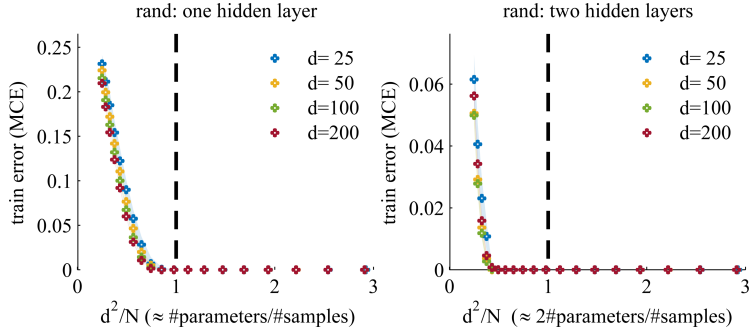 rand: one hidden layer
0.25
0.2
0.15
0.1
0.05
0
train error (MCE)
d= 25
d= 50
d=100
d=200
0 1 2 3
d²/N (≈ #parameters/#samples)
rand: two hidden layers
0.06
0.04
0.02
0
train error (MCE)
d= 25
d= 50
d=100
d=200
0 1 2 3
d²/N (≈ 2#parameters/#samples)